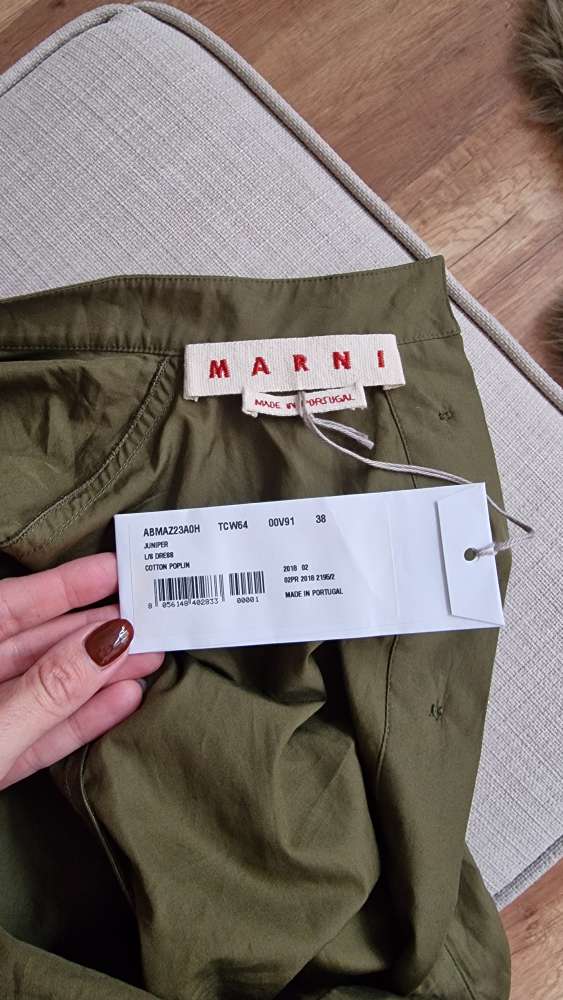 MARNI
MADE IN PORTUGAL
ABMAZ23A0H TCW64 00V91 38
JUNIPER
L/S DRESS
COTTON POPLIN
2018 02
02PR 2018 2195/2
MADE IN PORTUGAL
8 056148 402833 00001